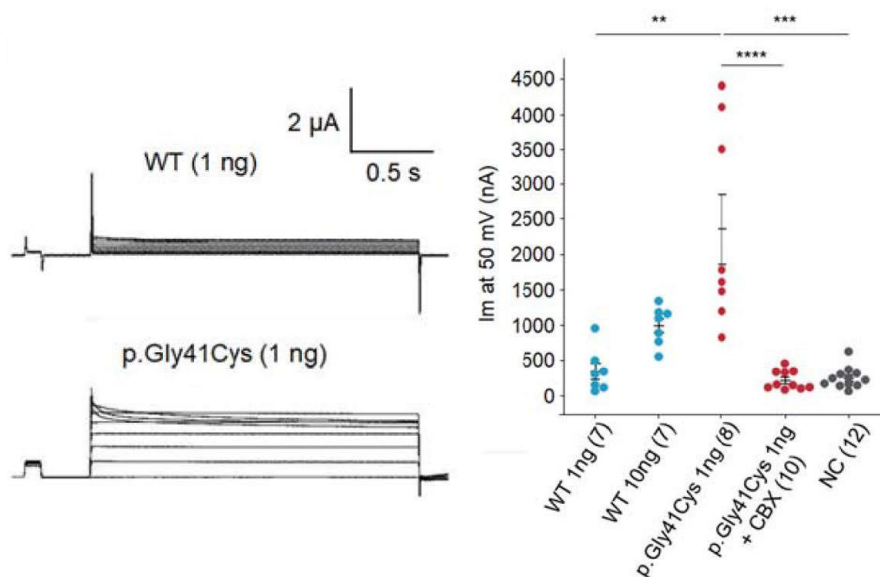 WT (1 ng)
2 µA
0.5 s
p.Gly41Cys (1 ng)
** ***
****
Im at 50 mV (nA)
4500
4000
3500
3000
2500
2000
1500
1000
500
0
WT 1ng (7)
WT 10ng (7)
p.Gly41Cys 1ng (8)
p.Gly41Cys 1ng
+ CBX (10)
NC (12)